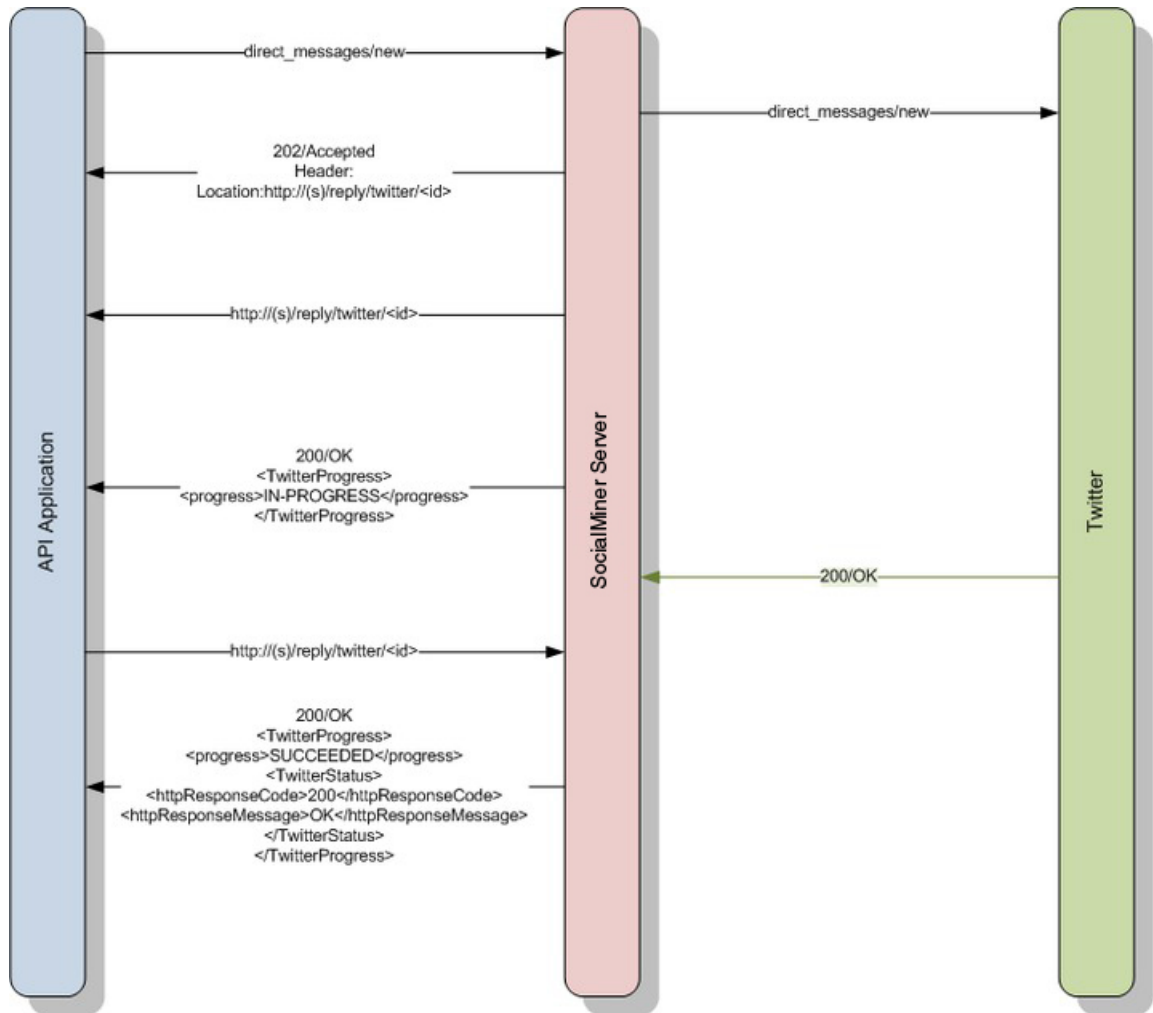 direct_messages/new
direct_messages/new
202/Accepted
Header:
Location:http://(s)/reply/twitter/<id>
http://(s)/reply/twitter/<id>
API Application
SocialMiner Server
Twitter
200/OK
<TwitterProgress>
<progress>IN-PROGRESS</progress>
</TwitterProgress>
200/OK
http://(s)/reply/twitter/<id>
200/OK
<TwitterProgress>
<progress>SUCCEEDED</progress>
<TwitterStatus>
<httpResponseCode>200</httpResponseCode>
<httpResponseMessage>OK</httpResponseMessage>
</TwitterStatus>
</TwitterProgress>